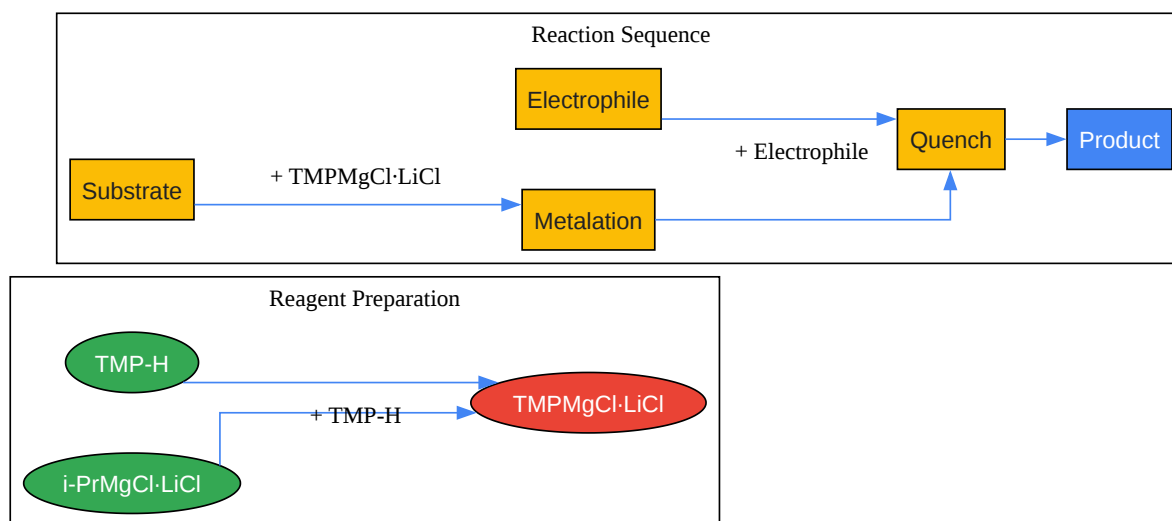 Reaction Sequence
Electrophile
+ Electrophile
Quench
Product
Substrate
+ TMPMgCl·LiCl
Metalation
Reagent Preparation
TMP-H
+ TMP-H
TMPMgCl·LiCl
i-PrMgCl·LiCl